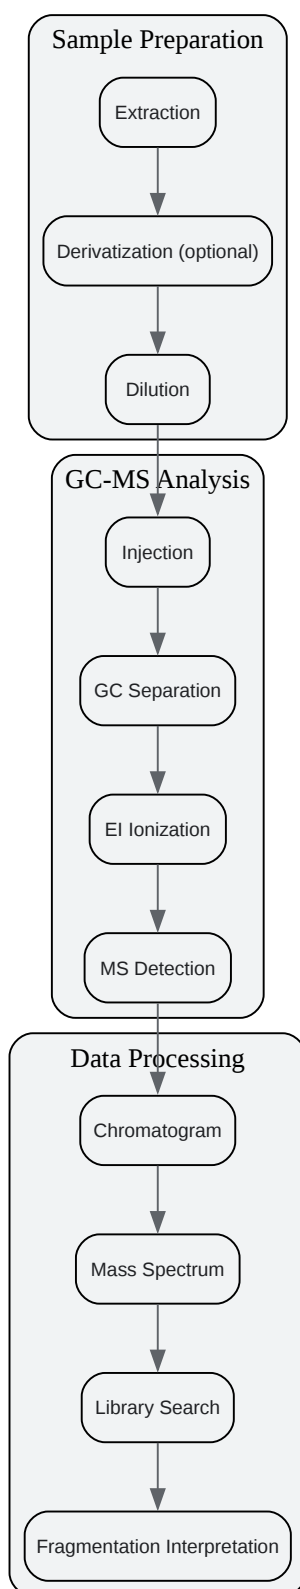 Sample Preparation
Extraction
Derivatization (optional)
Dilution
GC-MS Analysis
Injection
GC Separation
EI Ionization
MS Detection
Data Processing
Chromatogram
Mass Spectrum
Library Search
Fragmentation Interpretation